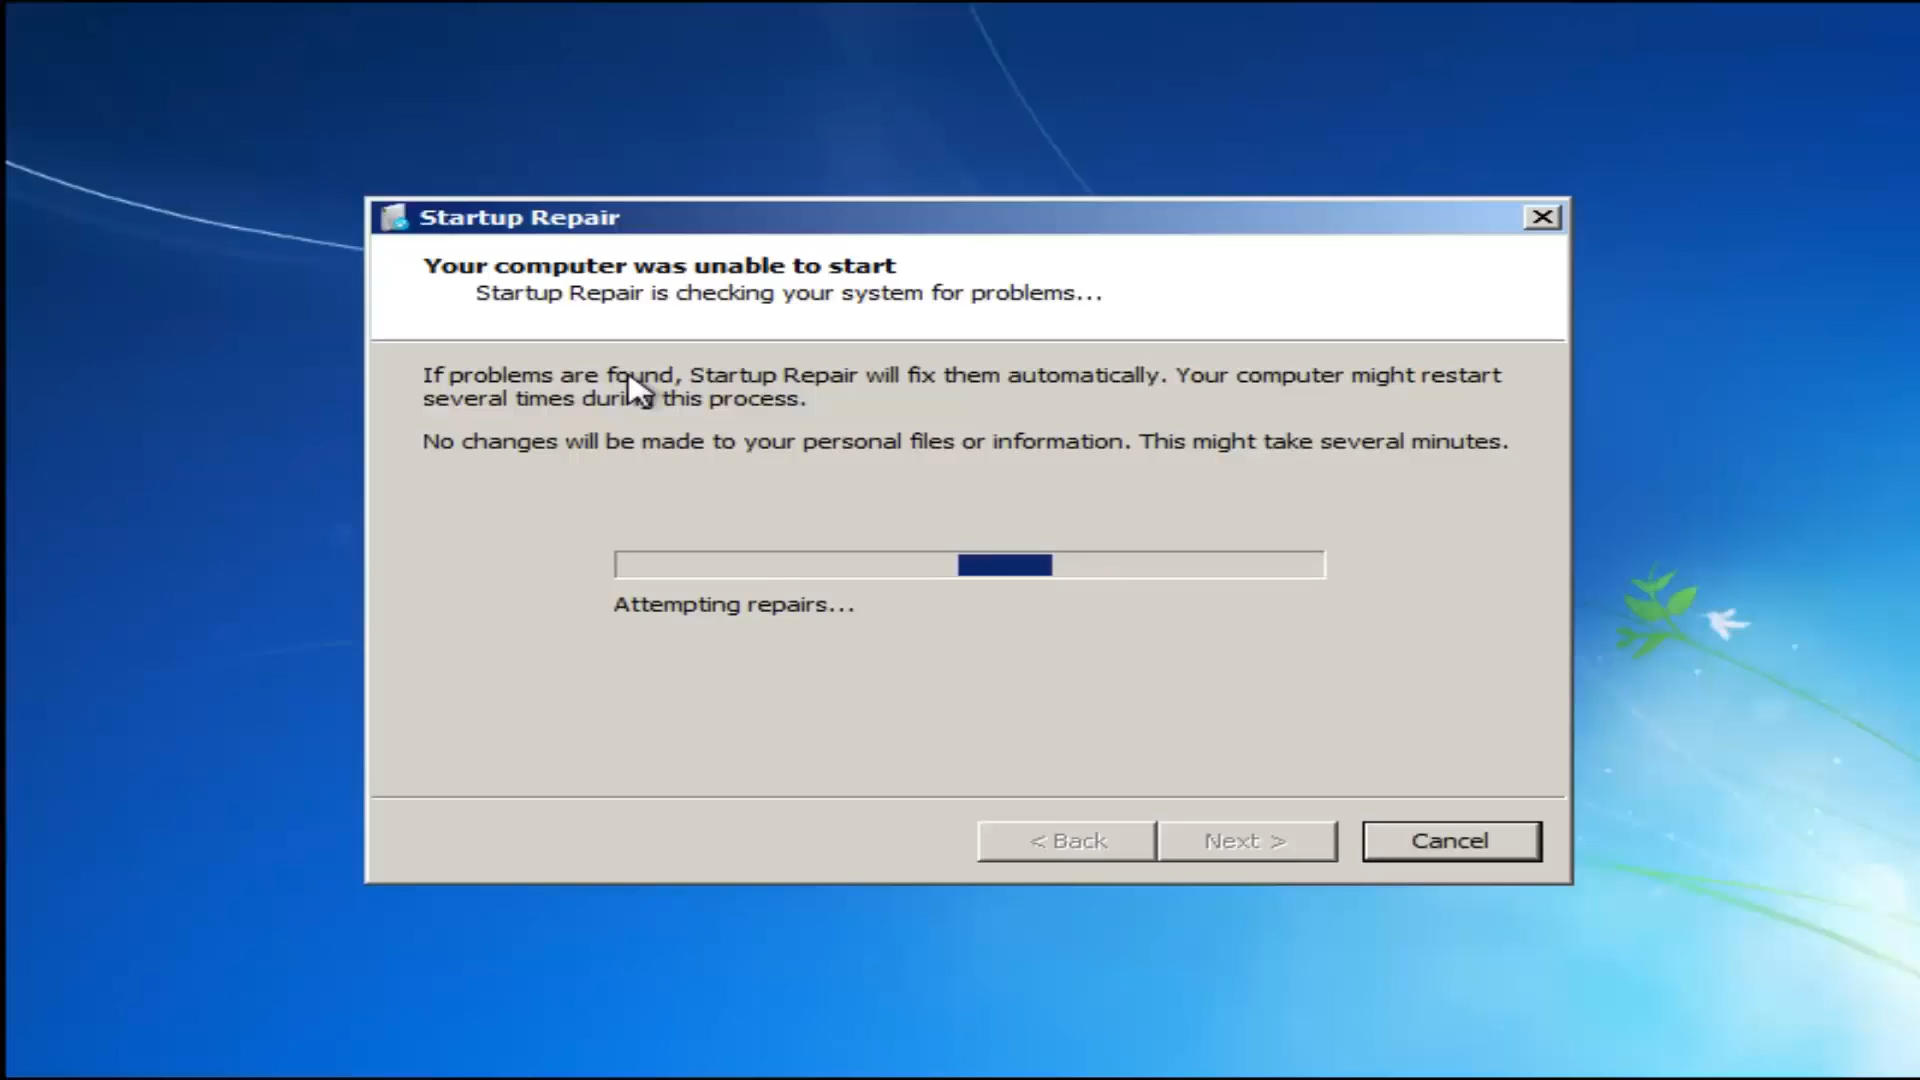 Startup Repair
Your computer was unable to start
Startup Repair is checking your system for problems...
If problems are found, Startup Repair will fix them automatically. Your computer might restart
several times during this process.
No changes will be made to your personal files or information. This might take several minutes.
Attempting repairs...
< Back
Next >
Cancel